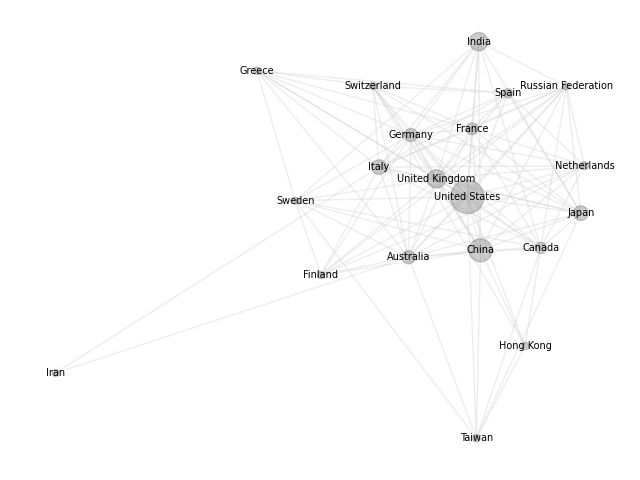 India
Greece
Switzerland
Spain
Russian Federation
Germany
France
Italy
United Kingdom
Netherlands
Sweden
United States
Japan
Australia
China
Canada
Finland
Hong Kong
Iran
Taiwan